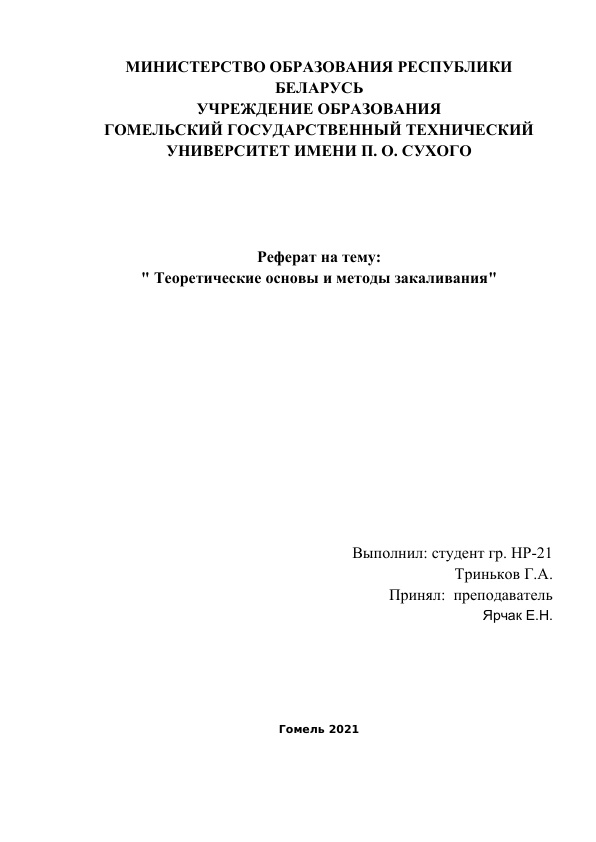 МИНИСТЕРСТВО ОБРАЗОВАНИЯ РЕСПУБЛИКИ
БЕЛАРУСЬ
УЧРЕЖДЕНИЕ ОБРАЗОВАНИЯ
ГОМЕЛЬСКИЙ ГОСУДАРСТВЕННЫЙ ТЕХНИЧЕСКИЙ
УНИВЕРСИТЕТ ИМЕНИ П. О. СУХОГО
Реферат на тему:
" Теоретические основы и методы закаливания"
Выполнил: студент гр. НР-21
Триньков Г.А.
Принял:  преподаватель
Ярчак Е.Н.
Гомель 2021